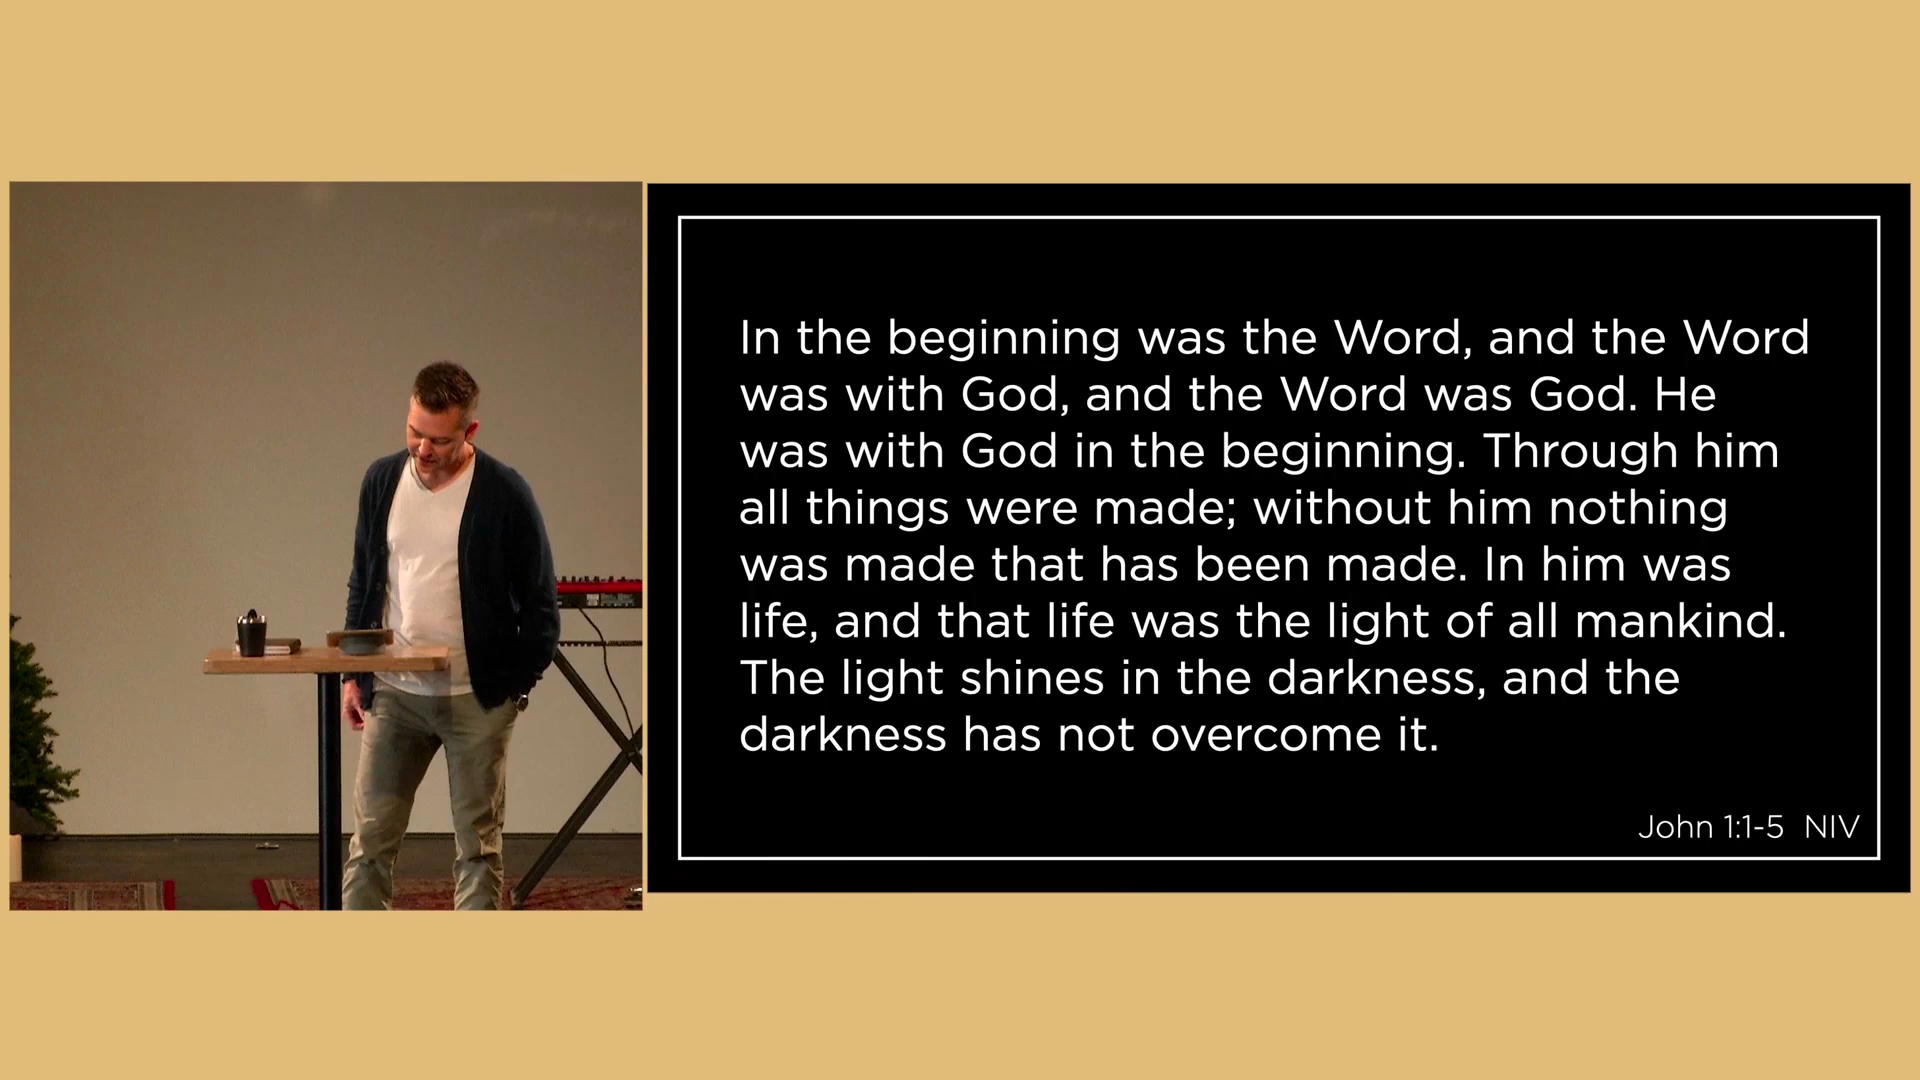 In the beginning was the Word, and the Word
was with God, and the Word was God. He
was with God in the beginning. Through him
all things were made; without him nothing
was made that has been made. In him was
life, and that life was the light of all mankind.
The light shines in the darkness, and the
darkness has not overcome it.
John 1:1-5 NIV